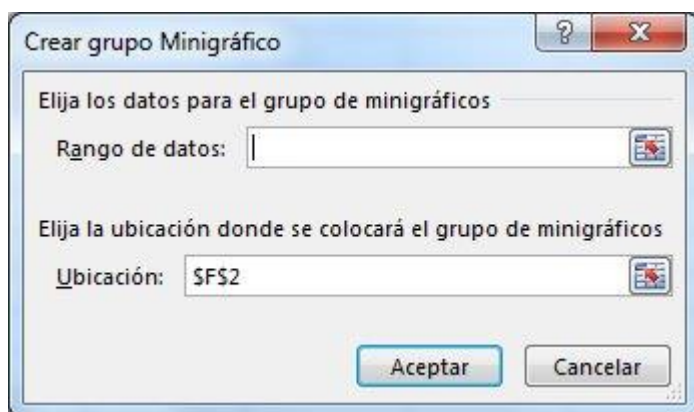 Crear grupo Minigráfico
Elija los datos para el grupo de minigráficos
Rango de datos:
Elija la ubicación donde se colocará el grupo de minigráficos
Ubicación: $F$2
Aceptar Cancelar